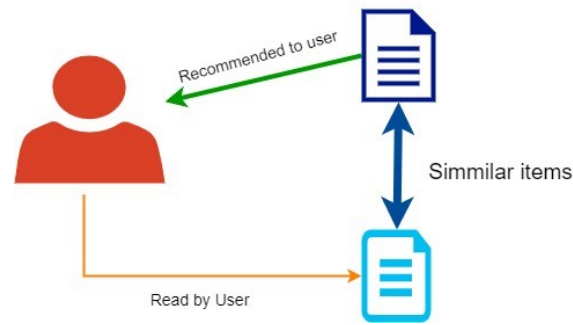 Recommended to user
Simmilar items
Read by User